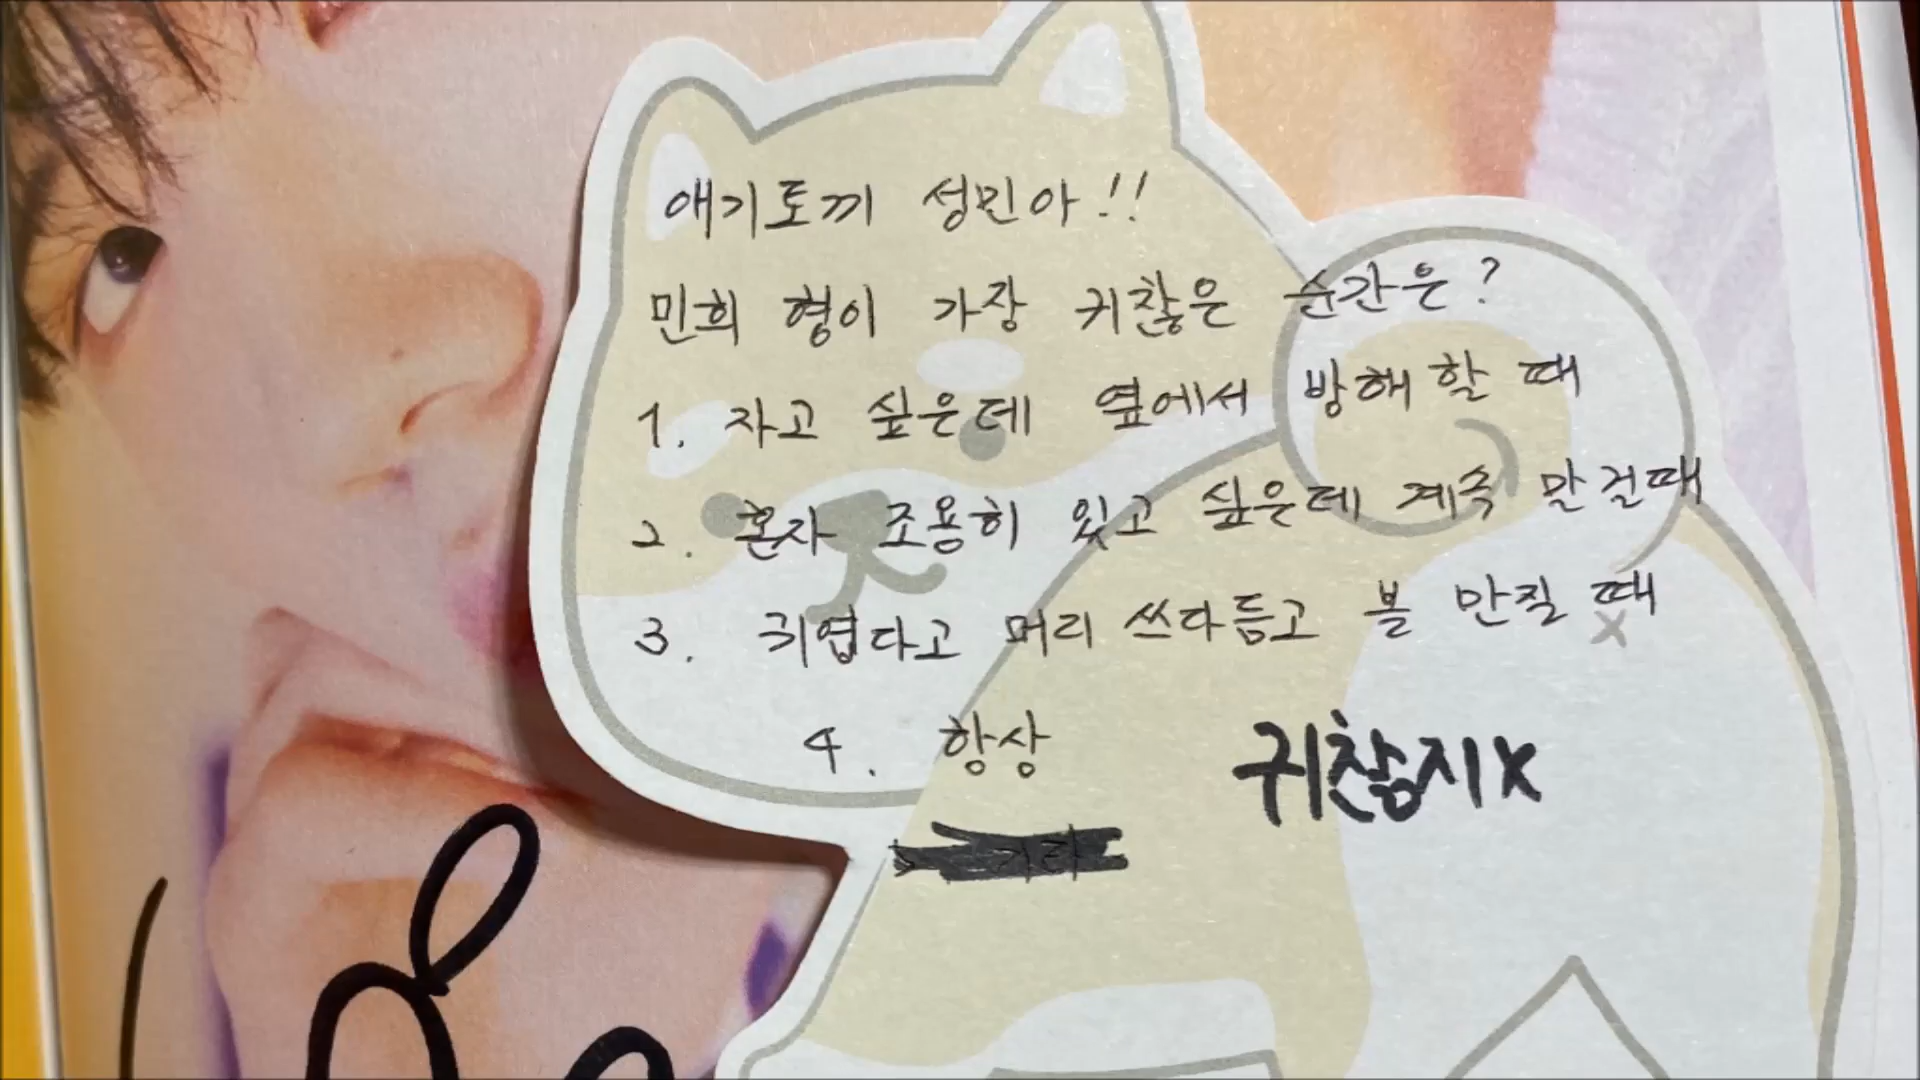 애기토끼 성민아!!
민희 형이 가장 귀찮은 순간은?
1. 자고 싶은데 옆에서 방해할 때
2. 혼자 조용히 있고 싶은데 계속 말 걸때
3. 귀엽다고 머리 쓰다듬고 볼 만질 때
4. 항상
귀찮지x